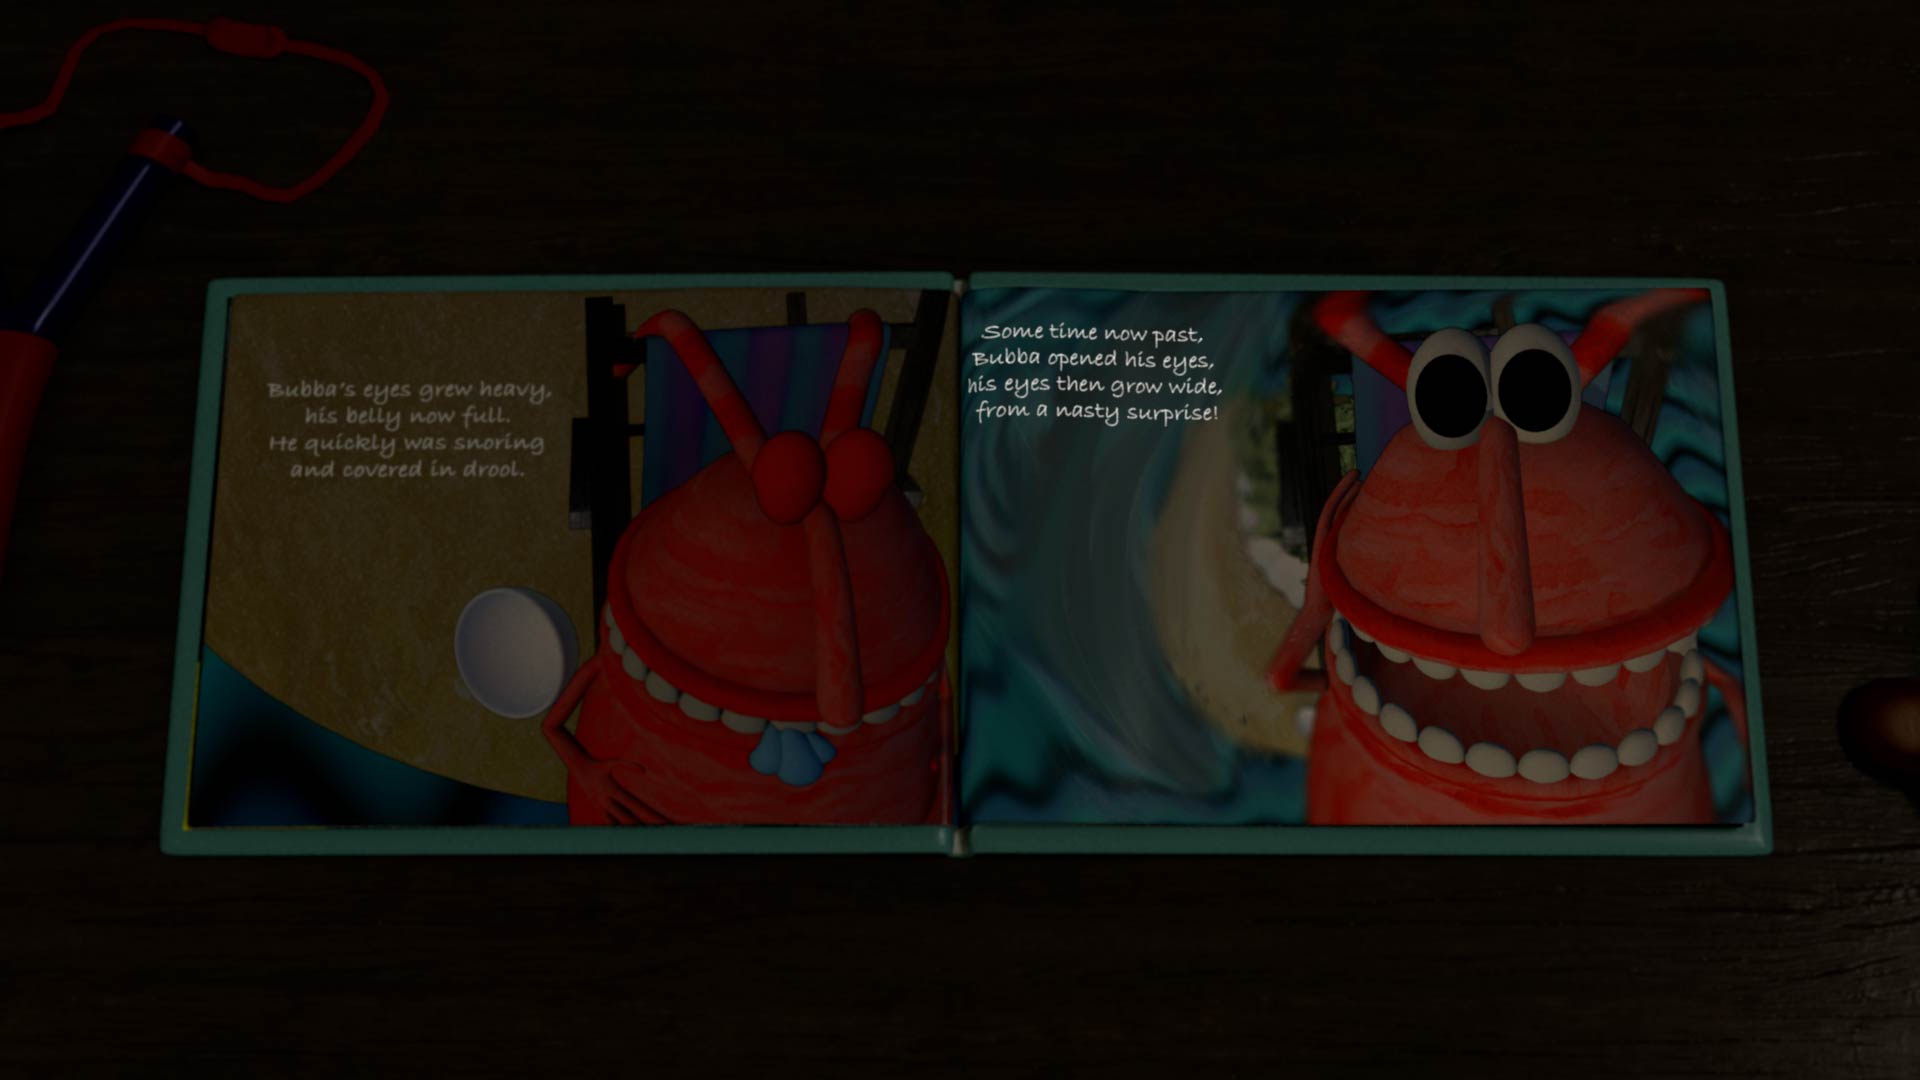 Bubba's eyes grew heavy,
his belly now full.
He quickly was snoring
and covered in drool.
Some time now past,
Bubba opened his eyes,
his eyes then grow wide,
from a nasty surprise!